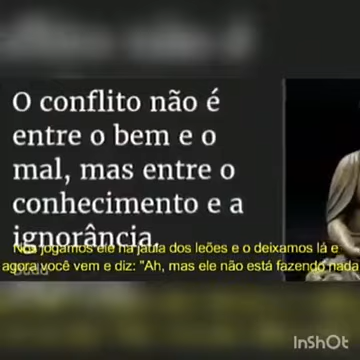 O conflito não é
entre o bem e o
mal, mas entre o
conhecimento e a
ignorância.
Nós jogamos ele na jaula dos leões e o deixamos lá e
agora você vem e diz: "Ah, mas ele não está fazendo nada
Buda
InShOt